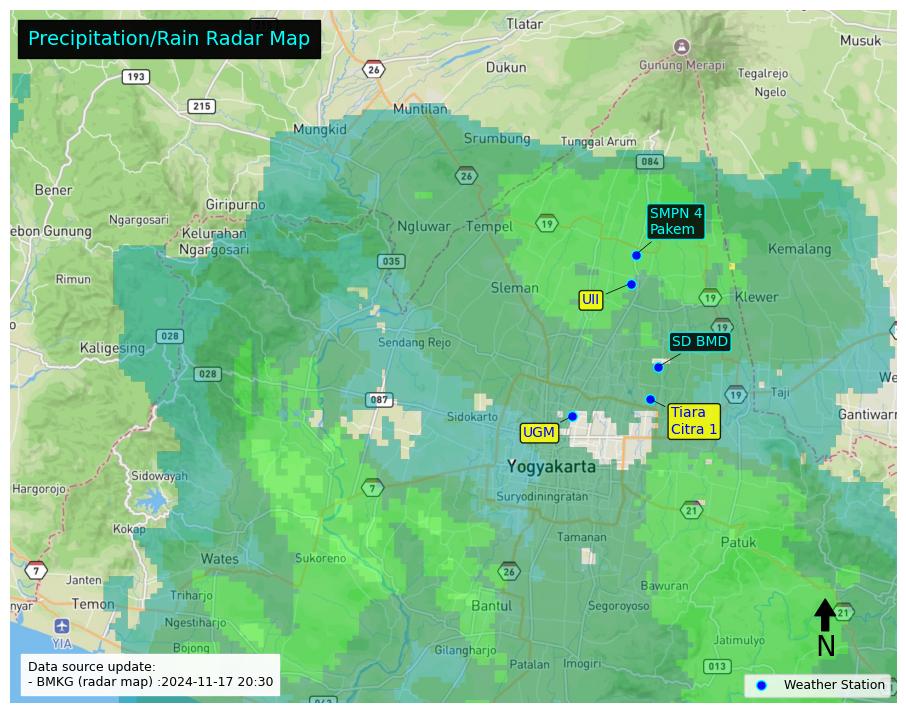 Precipitation/Rain Radar Map
Tlatar
Musuk
26
Dukun
Gunung Merapi
193
Tegalrejo
Ngelo
215
Muntilan
Mungkid
Srumbung
Tunggal Arum
084
26
Bener
Giripurno
SMPN 4
Pakem
Ngargosari
Ngluwar
Tempel
19
ebon Gunung
Kelurahan
Ngargosari
Kemalang
035
Rimun
Sleman
UII
19
Klewer
19
028
Kaligesing
Sendang Rejo
SD BMD
028
We
Taji
19
087
Sidokarto
Tiara
Citra 1
Gantiwarn
UGM
Yogyakarta
Sidowayah
Hargorojo
7
Suryodiningratan
21
Kokap
Tamanan
Patuk
Wates
Sukoreno
7
Janten
26
Bawuran
Triharjo
nyar
Temon
Bantul
Segoroyoso
21
Ngestiharjo
YIA
N
Bojong
Gilangharjo
Jatimulyo
Patalan
Imogiri
013
Data source update:
- BMKG (radar map) :2024-11-17 20:30
Weather Station